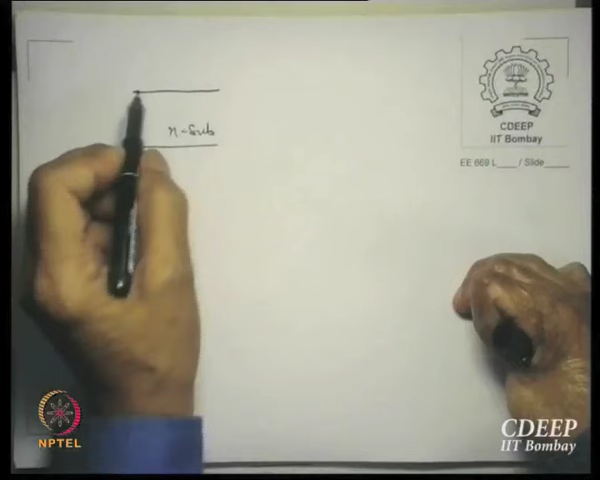 n-Sub
CDEEP
IIT Bombay
EE 669 L____ / Slide____
NPTEL
CDEEP
IIT Bombay